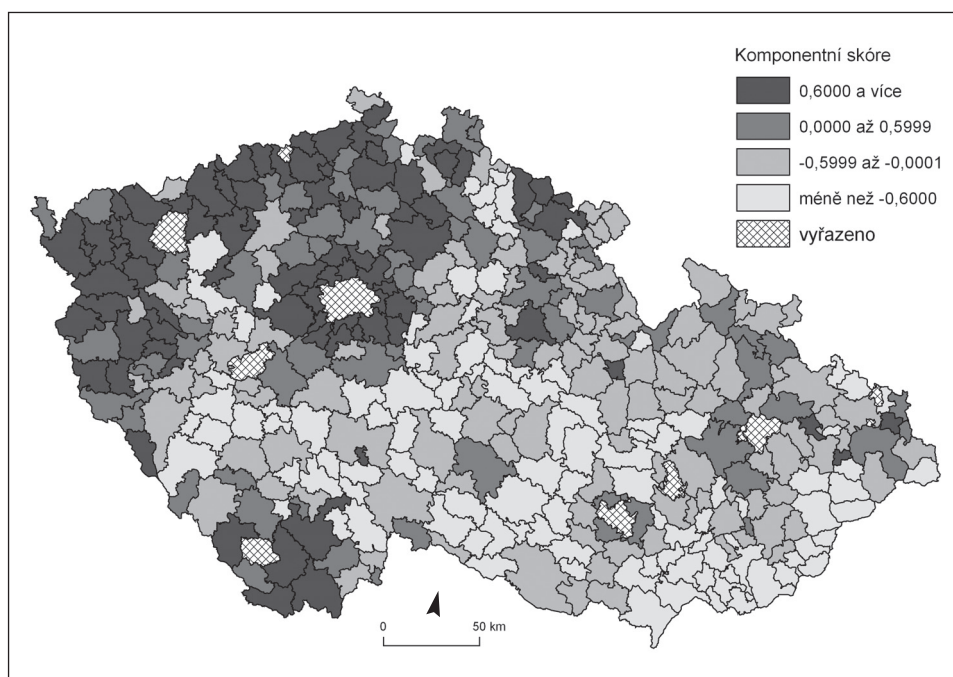 Komponentní skóre
0,6000 a více
0,0000 až 0,5999
-0,5999 až -0,0001
méně než -0,6000
vyřazeno
0 50 km